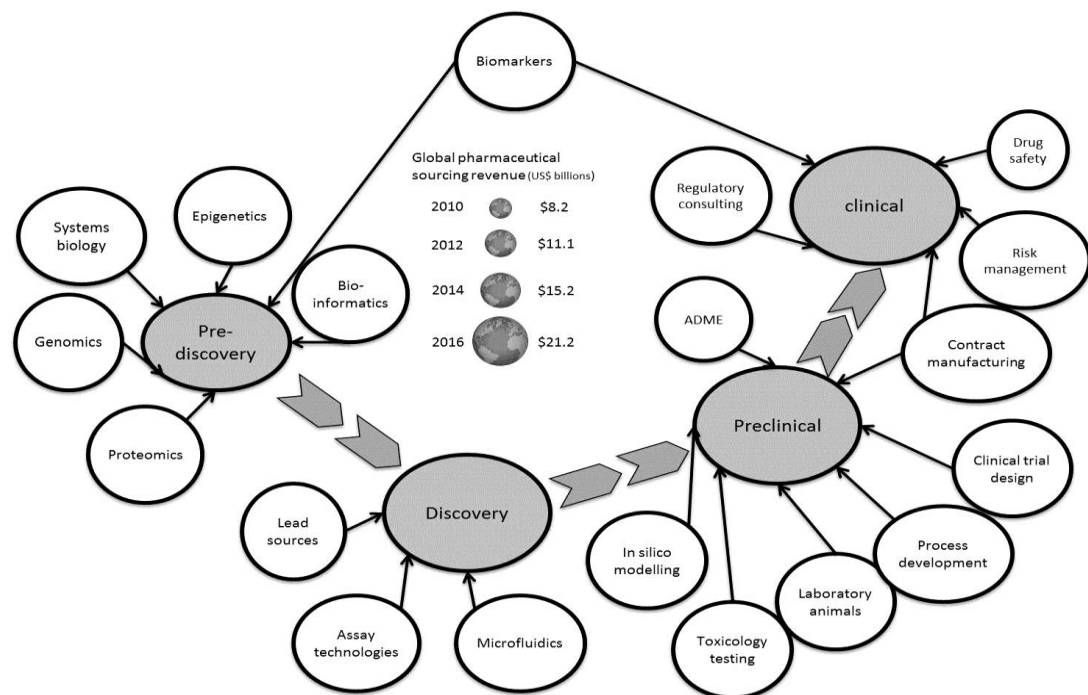 Biomarkers
Global pharmaceutical
sourcing revenue (US$ billions)
2010 $8.2
2012 $11.1
2014 $15.2
2016 $21.2
Systems
biology
Epigenetics
Bio-
informatics
Genomics
Proteomics
Pre-
discovery
Lead
sources
Assay
technologies
Microfluidics
Discovery
ADME
In silico
modelling
Toxicology
testing
Laboratory
animals
Process
development
Clinical trial
design
Contract
manufacturing
Preclinical
Regulatory
consulting
Drug
safety
Risk
management
clinical